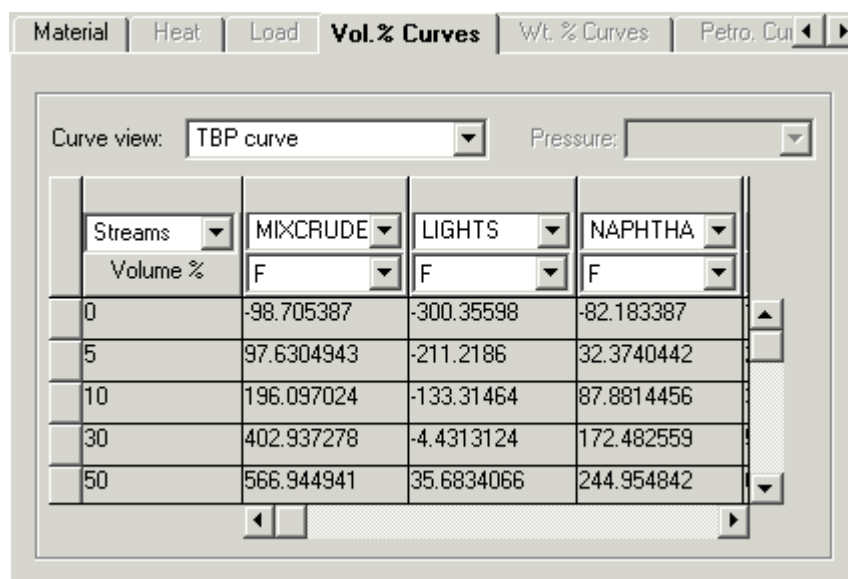 Material Heat Load Vol.% Curves Wt. % Curves Petro. Cur
Curve view: TBP curve Pressure:
Streams MIXCRUDE LIGHTS NAPHTHA
Volume % F F F
0 -98.705387 -300.35598 -82.183387
5 97.6304943 -211.2186 32.3740442
10 196.097024 -133.31464 87.8814456
30 402.937278 -4.4313124 172.482559
50 566.944941 35.6834066 244.954842